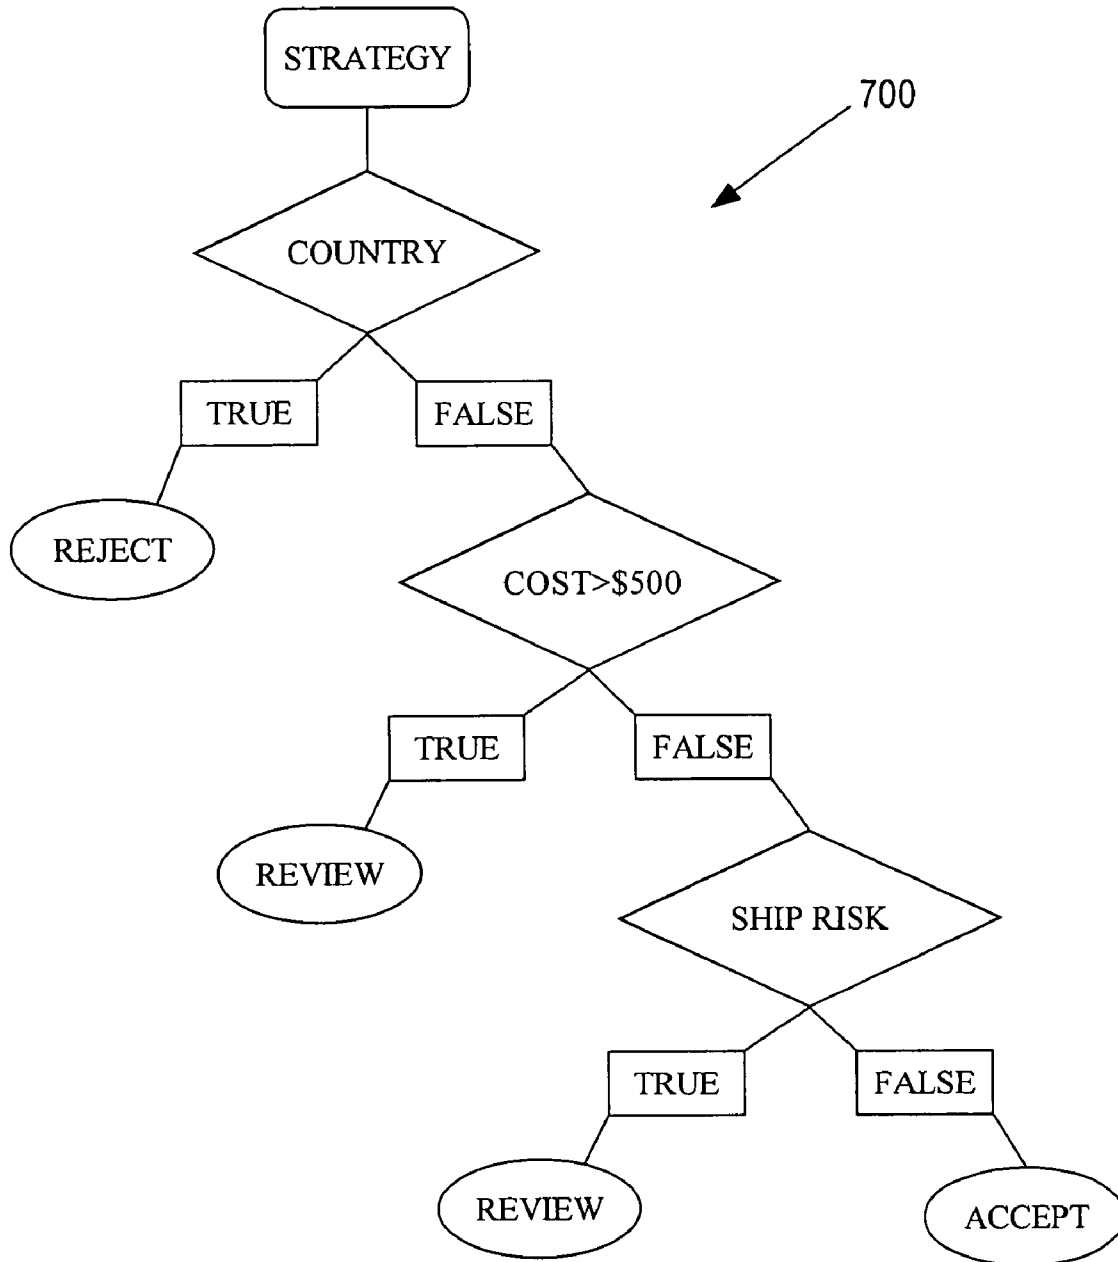 STRATEGY
700
COUNTRY
TRUE
FALSE
REJECT
COST>$500
TRUE
FALSE
REVIEW
SHIP RISK
TRUE
FALSE
REVIEW
ACCEPT